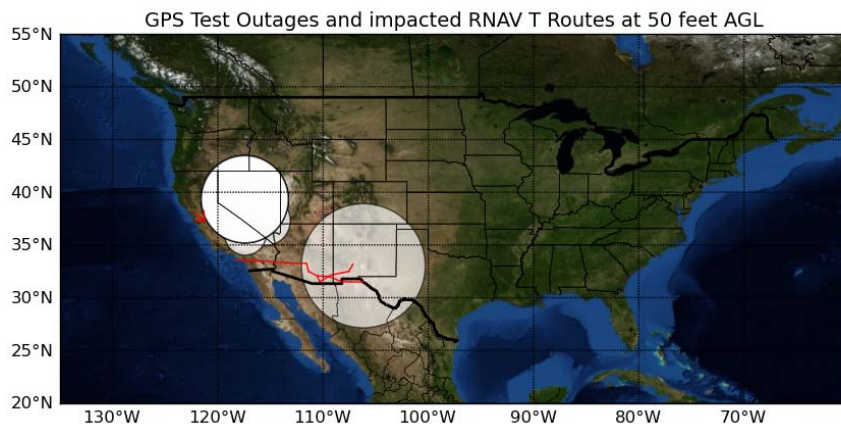 GPS Test Outages and impacted RNAV T Routes at 50 feet AGL
55°N
50°N
45°N
40°N
35°N
30°N
25°N
20°N
130°W 120°W 110°W 100°W 90°W 80°W 70°W